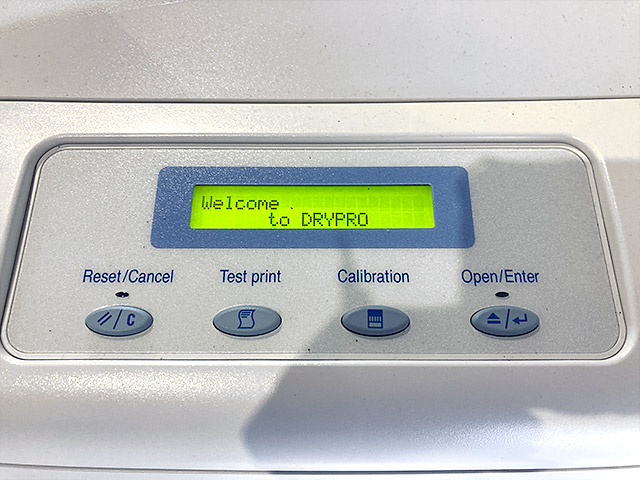 Welcome
to DRYPRO
Reset/Cancel
Test print
Calibration
Open/Enter
//C